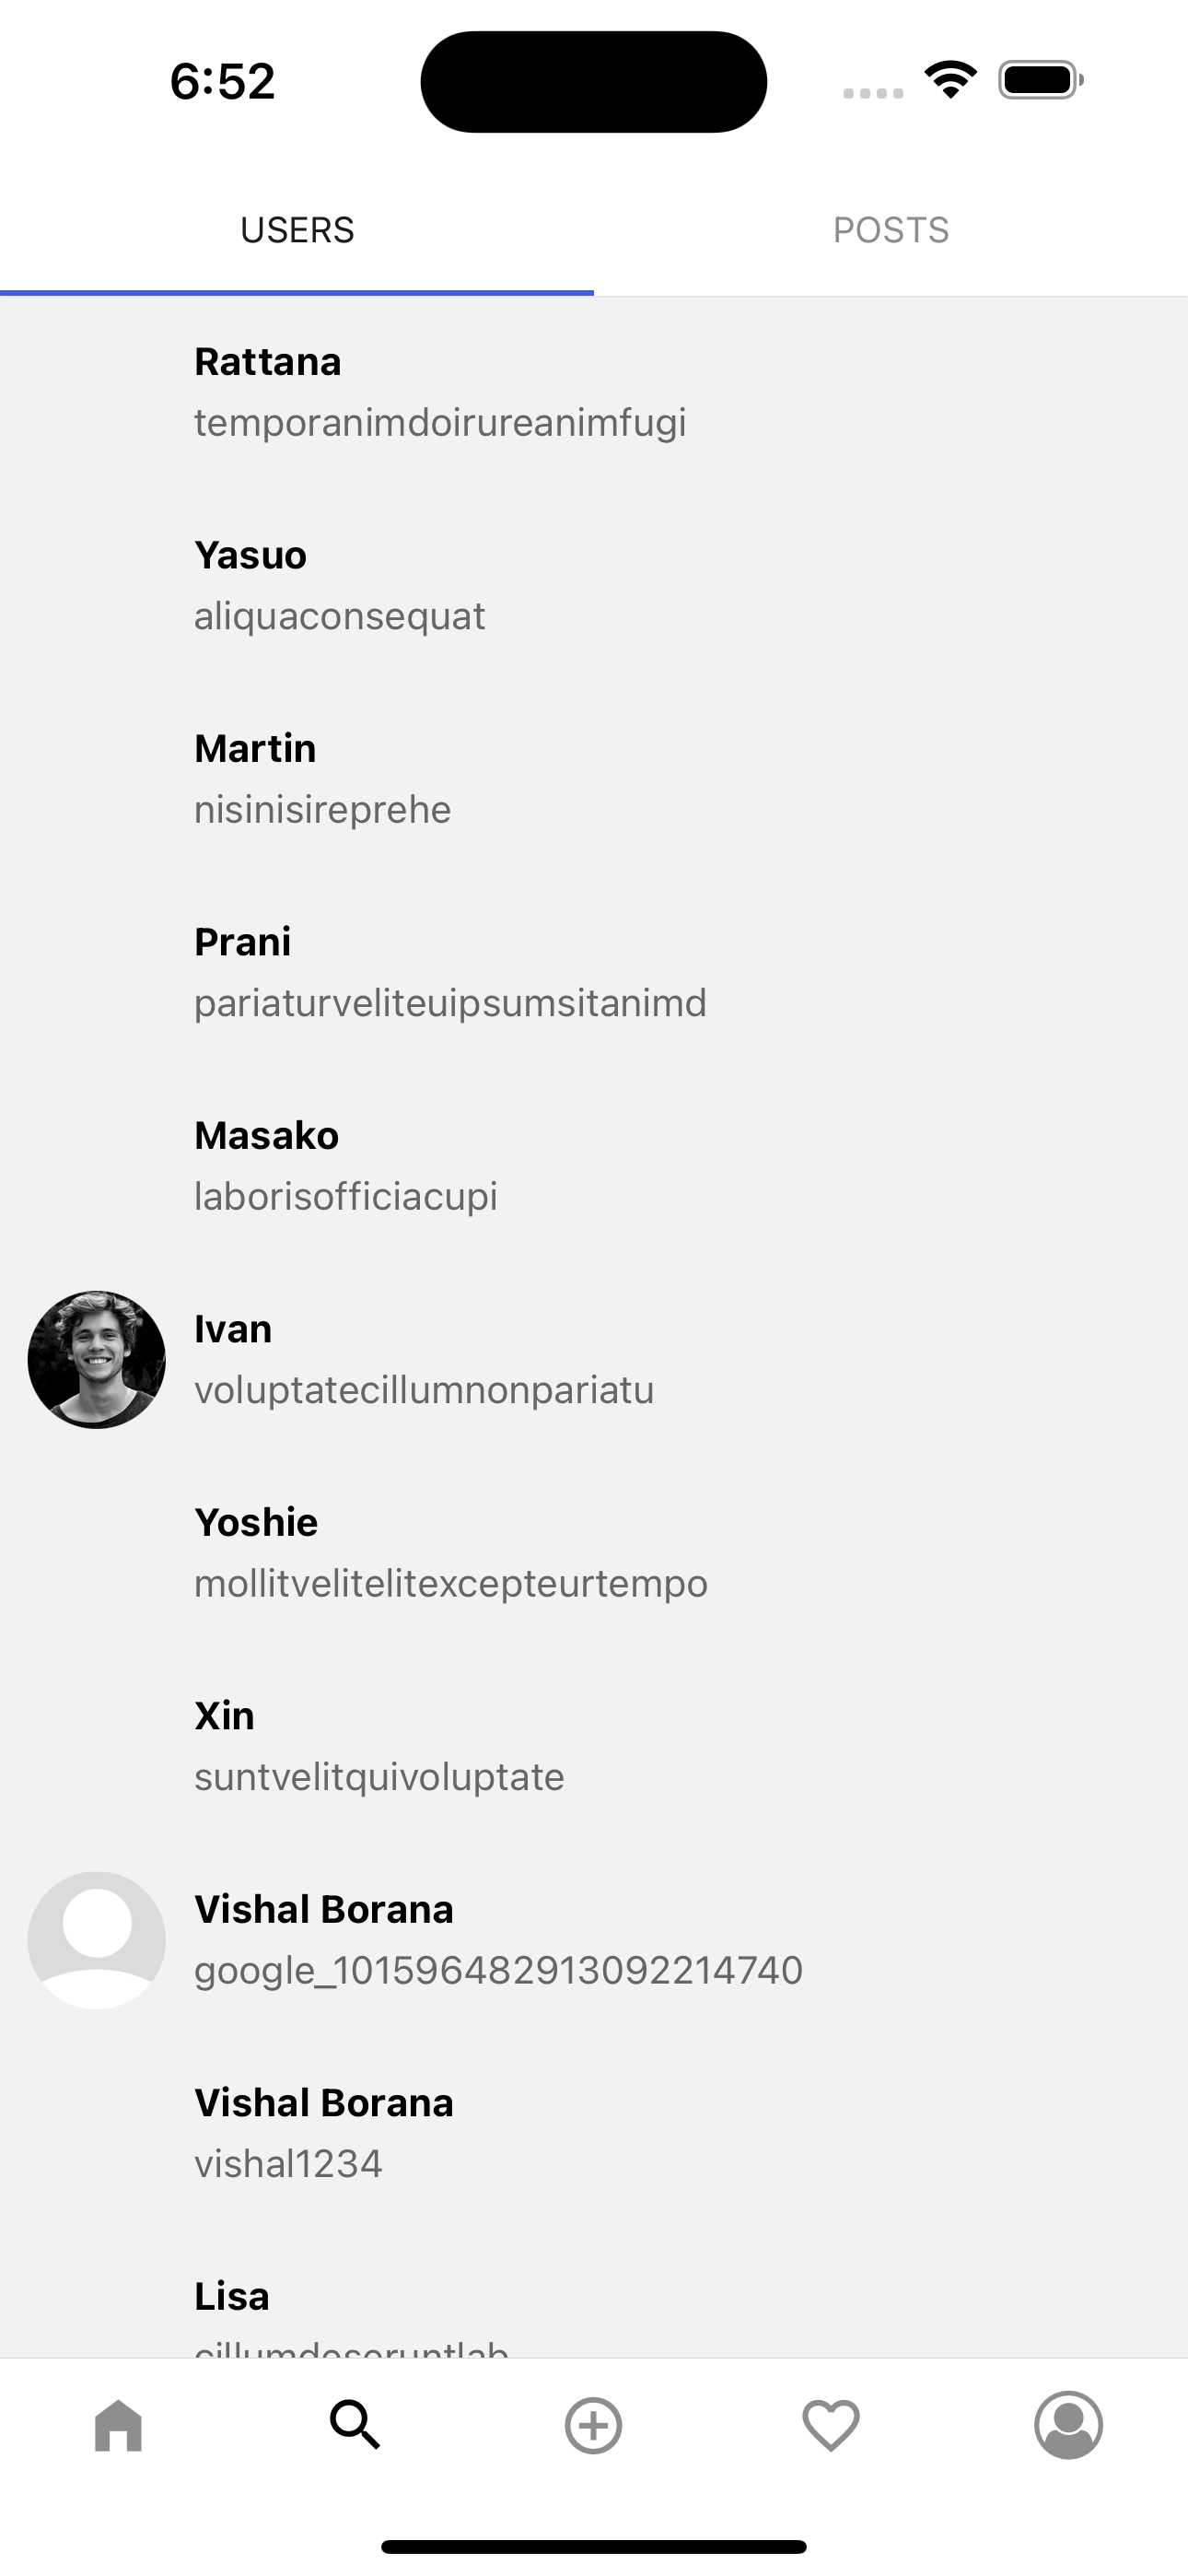 6:52
USERS
POSTS
Rattana
temporanimdoirureanimfugi
Yasuo
aliquaconsequat
Martin
nisinisireprehe
Prani
pariaturveliteuipsumsitanimd
Masako
laborisofficiacupi
Ivan
voluptatecillumnonpariatu
Yoshie
mollitvelitelitexcepteurtempo
Xin
suntvelitquivoluptate
Vishal Borana
google_101596482913092214740
Vishal Borana
vishal1234
Lisa
cillumdeseruntlab